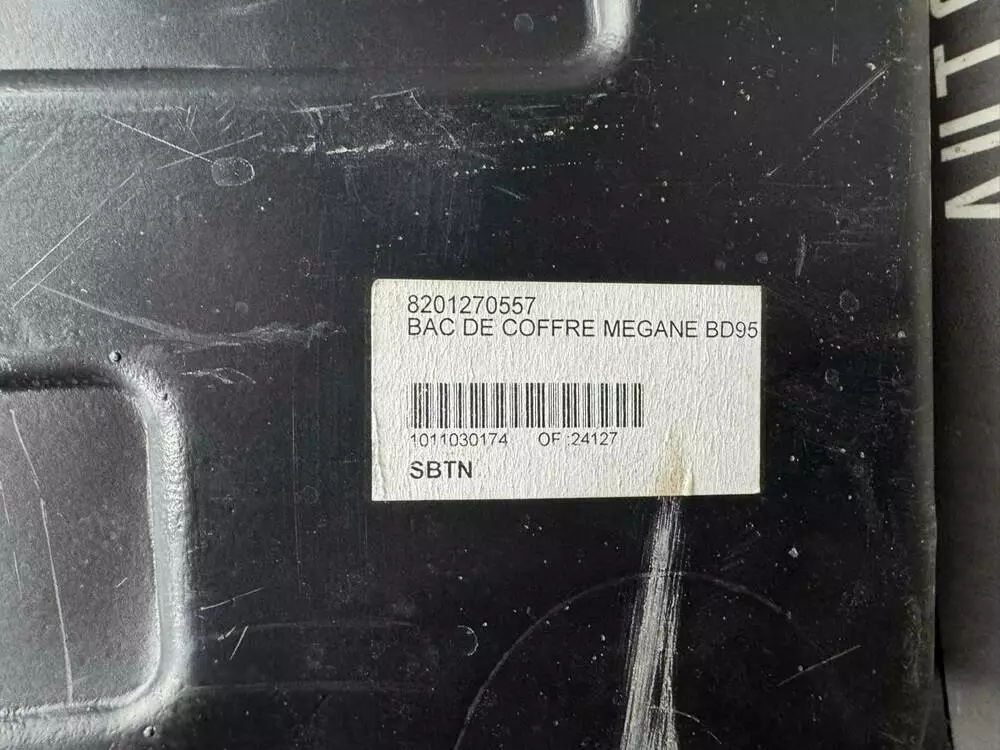 8201270557
BAC DE COFFRE MEGANE BD95
1011030174 OF :24127
SBTN